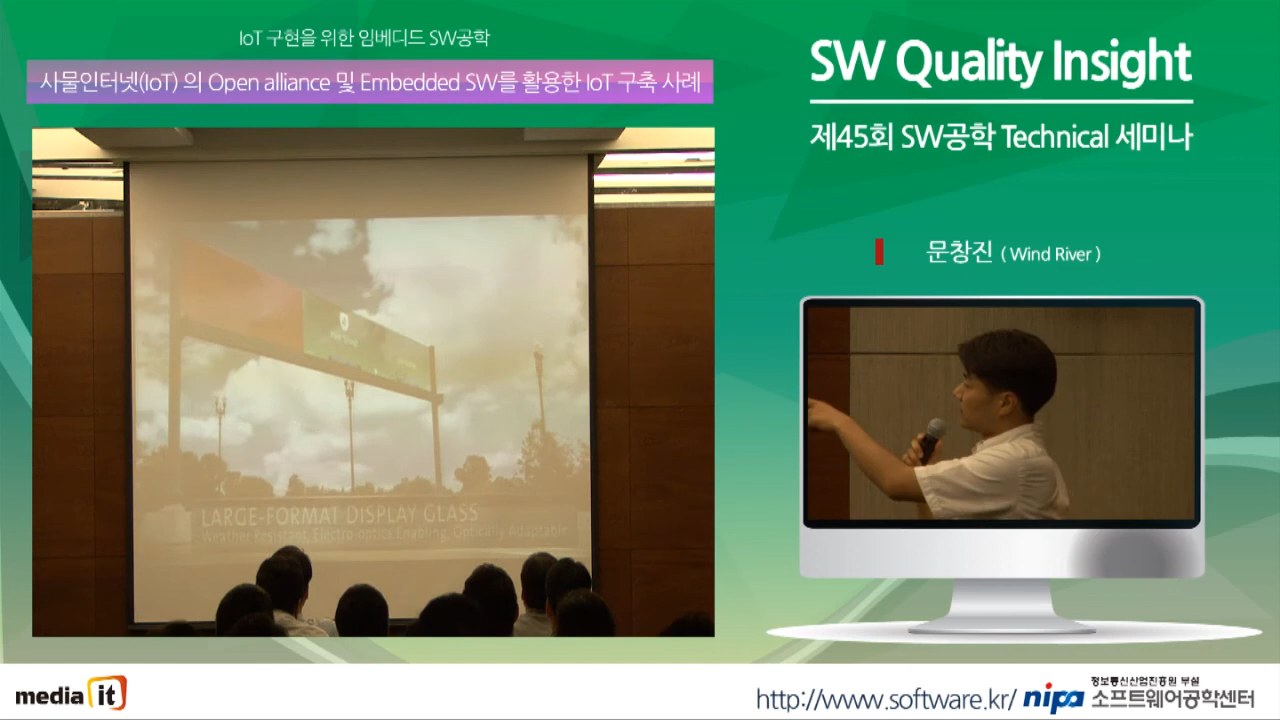 IoT 구현을 위한 임베디드 SW공학
사물인터넷(IoT) 의 Open alliance 및 Embedded SW를 활용한 IoT 구축 사례
SW Quality Insight
제45회 SW공학 Technical 세미나
문창진 ( Wind River )
LARGE-FORMAT DISPLAY GLASS
Weather Resistant, Electro-optics Enabling, Optically Adaptable
media it
http://www.software.kr/
nipa
정보통신산업진흥원 부설
소프트웨어공학센터